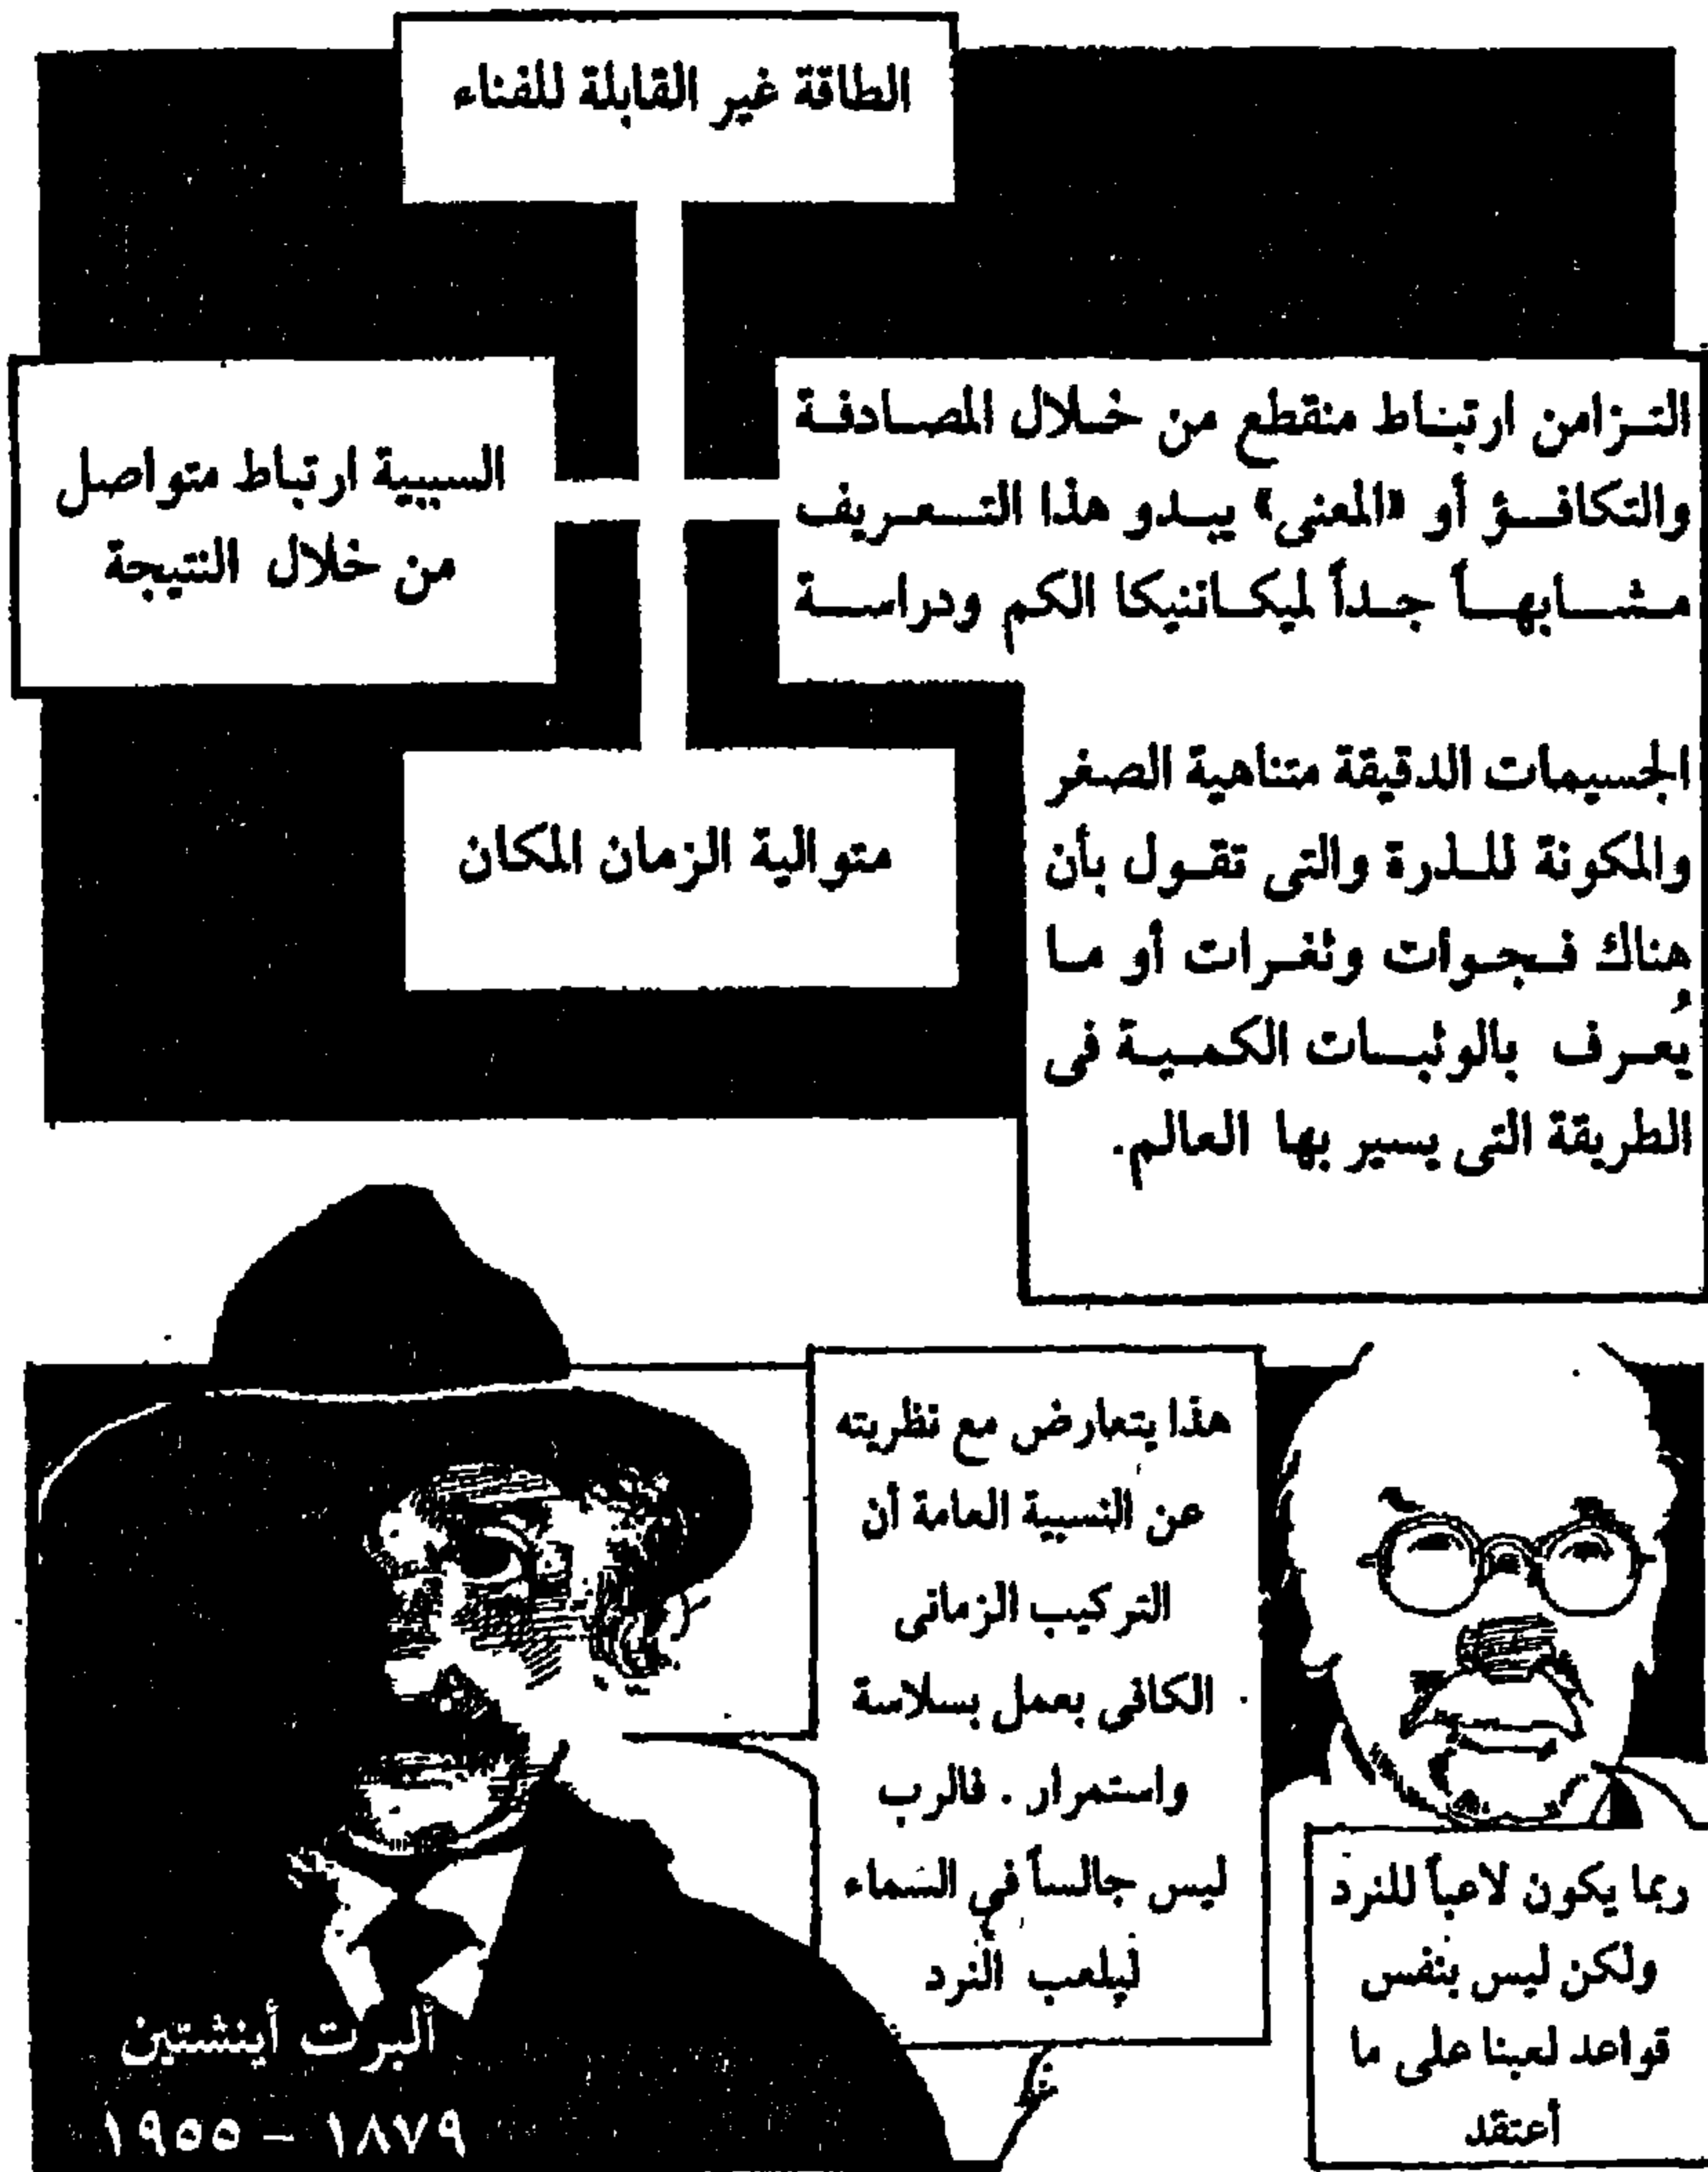 الطاقة غير القابلة للفناء
التزامن ارتباط منقطع من خلال المصادفة
والتكافؤ أو «المعنى» يبدو هذا التعريف
مشابهاً جداً لميكاننيكا الكم ودراسة
الجسيمات الدقيقة متناهية الصغر
والمكونة للذرة والتى تقول بأن
هناك فجوات وثغرات أو ما
يُعرف بالوثبات الكمية فى
الطريقة التى يسير بها العالم.
السببية ارتباط متواصل
من خلال النتيجة
متوالية الزمان المكان
هذا يتعارض مع نظريته
عن النسبية العامة أن
التركيب الزمانى
الكافى يعمل بسلاسة
واستمرار . فالرب
ليس جالساً في السماء
ليلعب النرد
ربما يكون لاعباً للنرد
ولكن ليس بنفس
قواعد لعبنا على ما
أعتقد
ألبرت أينشتين
١٨٧٩ – ١٩٥٥